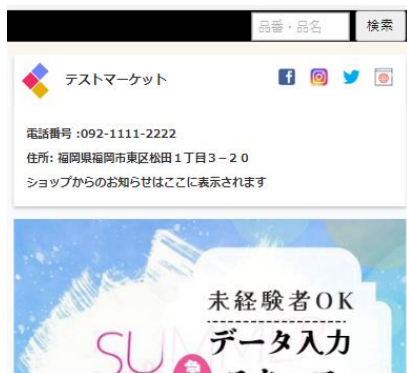 品番・品名 検索
テストマーケット
電話番号 :092-1111-2222
住所: 福岡県福岡市東区松田1丁目3－20
ショップからのお知らせはここに表示されます
未経験者OK
SUMME
データ入力
急